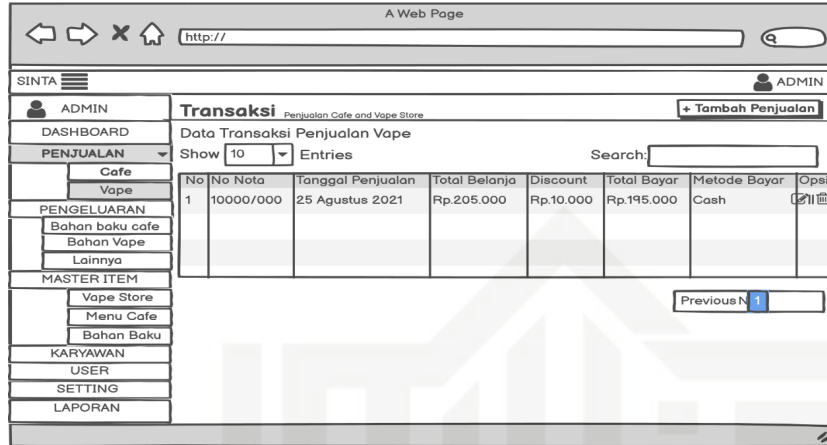 A Web Page
http://
SINTA
ADMIN
ADMIN
DASHBOARD
PENJUALAN
Cafe
Vape
PENGELUARAN
Bahan baku cafe
Bahan Vape
Lainnya
MASTER ITEM
Vape Store
Menu Cafe
Bahan Baku
KARYAWAN
USER
SETTING
LAPORAN
Transaksi Penjualan Cafe and Vape Store
+ Tambah Penjualan
Data Transaksi Penjualan Vape
Show 10 Entries Search:
No No Nota Tanggal Penjualan Total Belanja Discount Total Bayar Metode Bayar Opsi
1 10000/000 25 Agustus 2021 Rp.205.000 Rp.10.000 Rp.195.000 Cash
Previous N 1